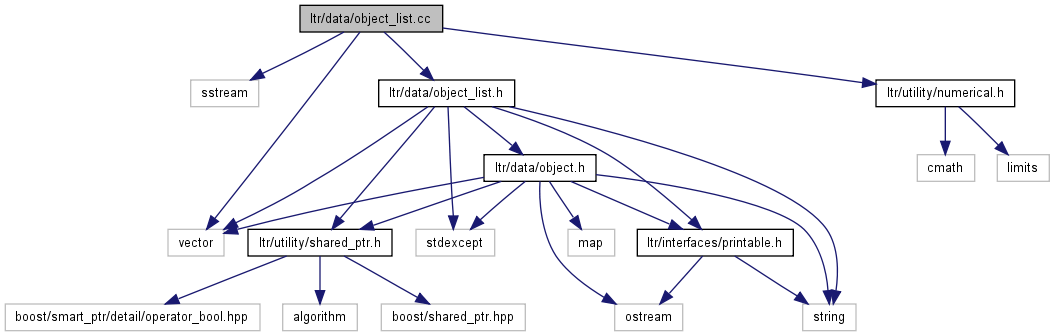 ltr/data/object_list.cc
sstream
ltr/data/object_list.h
ltr/utility/numerical.h
ltr/data/object.h
cmath
limits
vector
ltr/utility/shared_ptr.h
stdexcept
map
ltr/interfaces/printable.h
boost/smart_ptr/detail/operator_bool.hpp
algorithm
boost/shared_ptr.hpp
ostream
string